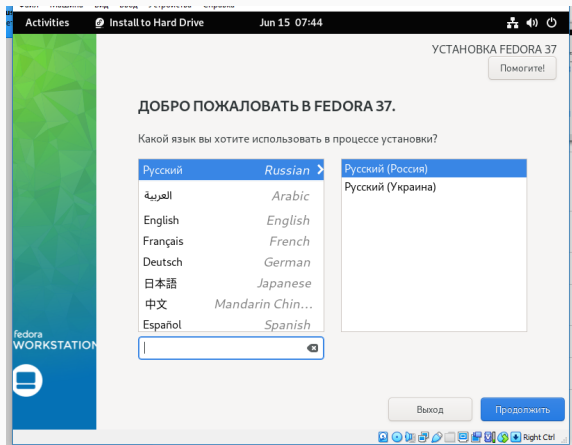 Activities Install to Hard Drive Jun 15 07:44
УСТАНОВКА FEDORA 37
Помогите!
ДОБРО ПОЖАЛОВАТЬ В FEDORA 37.
Какой язык вы хотите использовать в процессе установки?
Русский Russian
العربية Arabic
English English
Français French
Deutsch German
日本語 Japanese
中文 Mandarin Chin...
Español Spanish
Русский (Россия)
Русский (Украина)
fedora
WORKSTATION
Выход
Продолжить
Right Ctrl